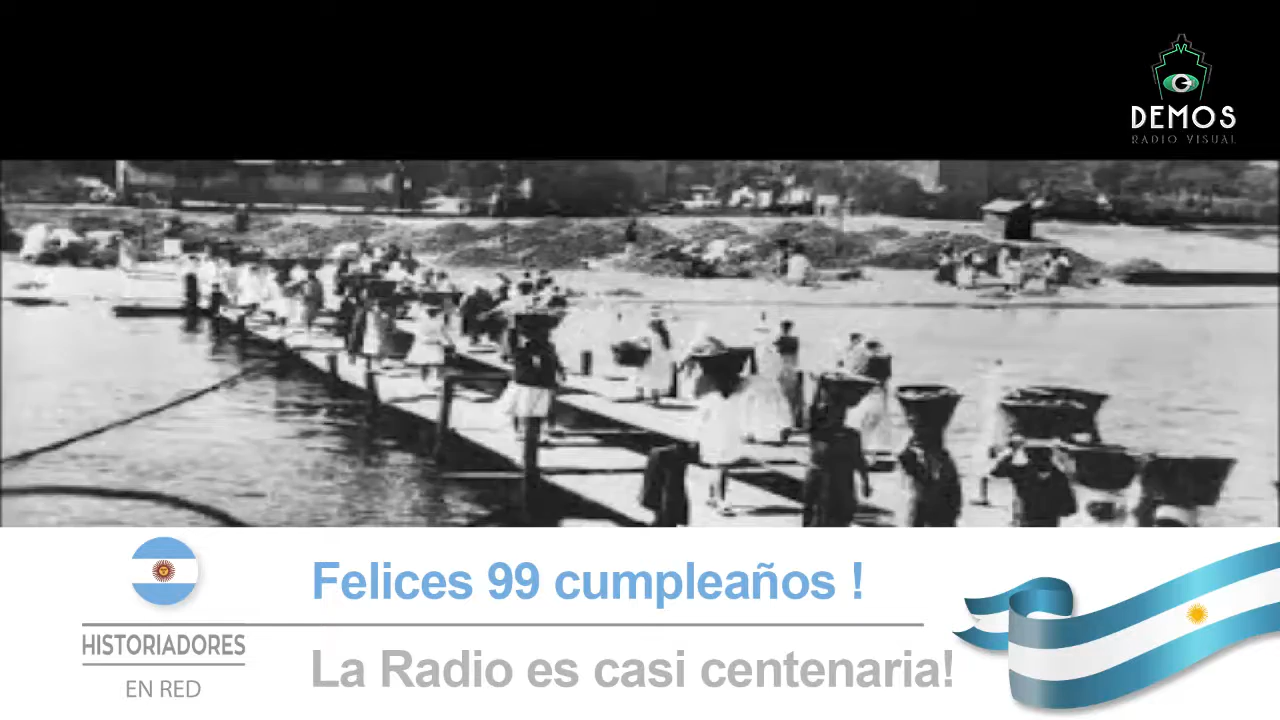 DEMOS
RADIO VISUAL
Felices 99 cumpleaños !
HISTORIADORES
EN RED
La Radio es casi centenaria!